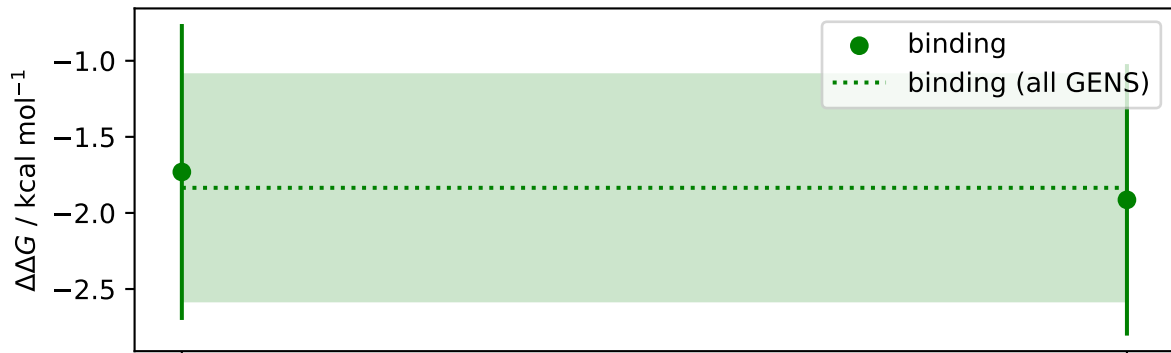 binding
binding (all GENS)
−1.0
−1.5
−2.0
−2.5
ΔΔG / kcal mol⁻¹